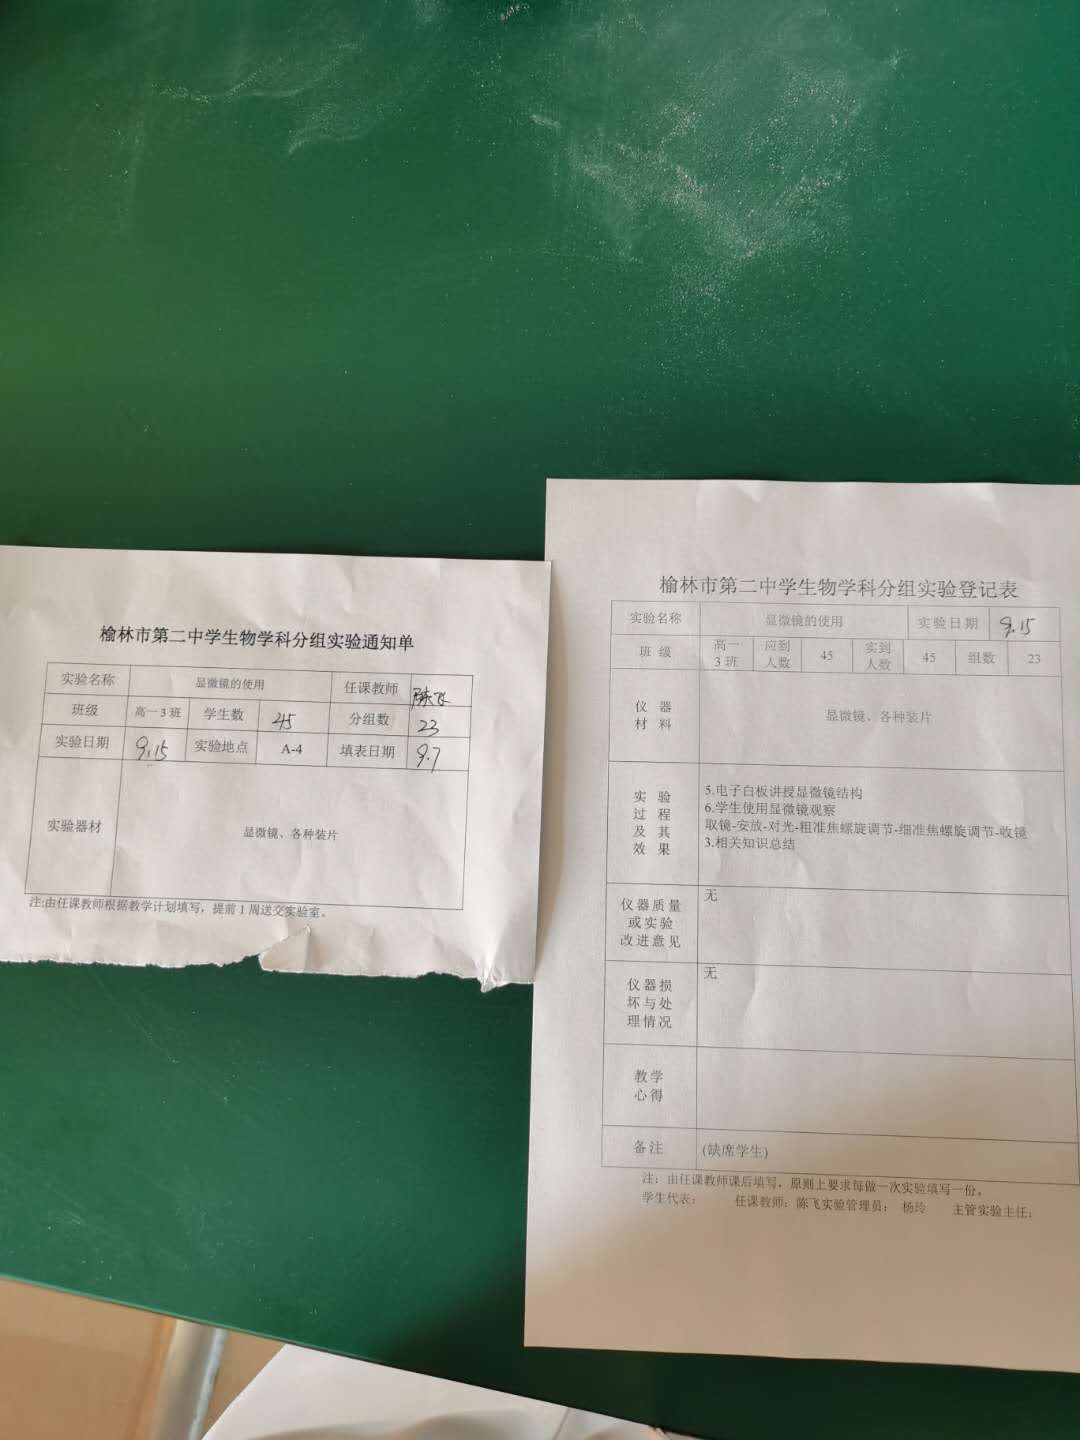 榆林市第二中学生物学科分组实验通知单
实验名称 显微镜的使用 任课教师 陈飞
班级 高一3班 学生数 45 分组数 23
实验日期 9.15 实验地点 A-4 填表日期 9.7
实验器材 显微镜、各种装片
注:由任课教师根据教学计划填写，提前1周送交实验室。
榆林市第二中学生物学科分组实验登记表
实验名称 显微镜的使用 实验日期 9.15
班 级 高一3班 应到人数 45 实到人数 45 组数 23
仪 器
材 料
显微镜、各种装片
实 验
过 程
及 其
效 果
5.电子白板讲授显微镜结构
6.学生使用显微镜观察
取镜-安放-对光-粗准焦螺旋调节-细准焦螺旋调节-收镜
3.相关知识总结
仪器质量
或实验
改进意见
无
仪器损
坏与处
理情况
无
教学
心得
备注 (缺席学生)
注：由任课教师课后填写，原则上要求每做一次实验填写一份。
学生代表： 任课教师：陈飞实验管理员： 杨玲 主管实验主任：